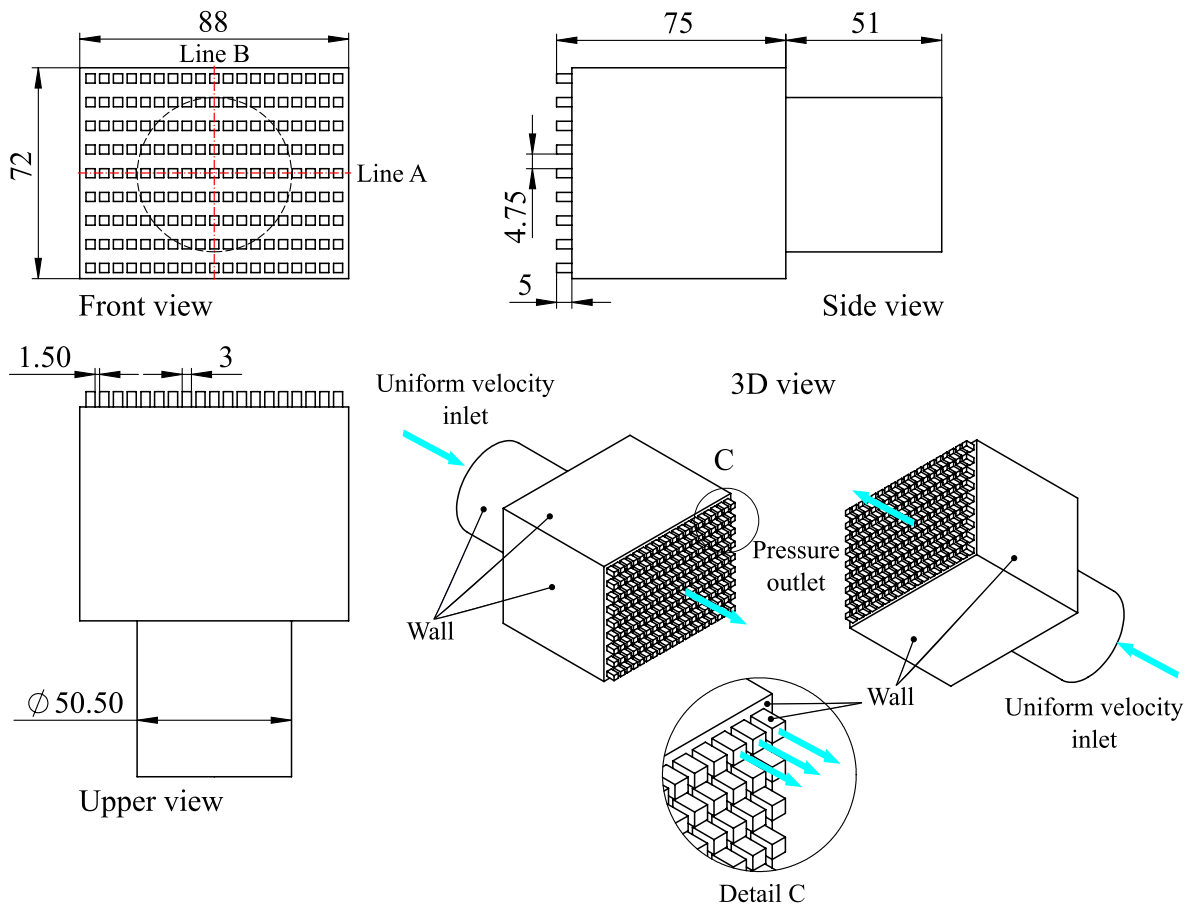 88
Line B
72
Line A
Front view
75
51
4.75
5
Side view
1.50
3
Ø 50.50
Upper view
3D view
Uniform velocity
inlet
C
Pressure
outlet
Wall
Wall
Uniform velocity
inlet
Detail C